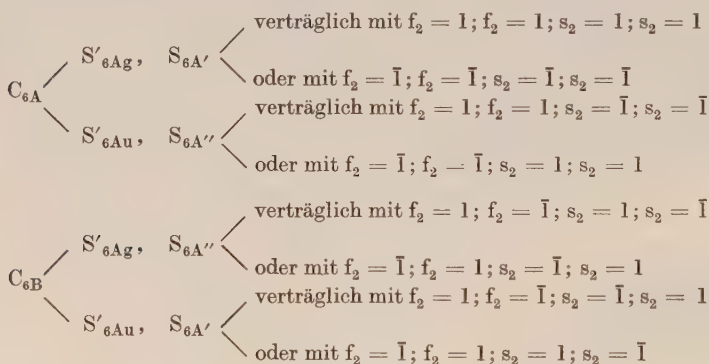 verträglich mit f₂ = 1; f₂ = 1; s₂ = 1; s₂ = 1
S′₆Ag, S₆A′
oder mit f₂ = 1̄; f₂ = 1̄; s₂ = 1̄; s₂ = 1̄
C₆A
verträglich mit f₂ = 1; f₂ = 1; s₂ = 1̄; s₂ = 1̄
S′₆Au, S₆A″
oder mit f₂ = 1̄; f₂ = 1̄; s₂ = 1; s₂ = 1
verträglich mit f₂ = 1; f₂ = 1̄; s₂ = 1; s₂ = 1̄
S′₆Ag, S₆A″
oder mit f₂ = 1̄; f₂ = 1; s₂ = 1̄; s₂ = 1
C₆B
verträglich mit f₂ = 1; f₂ = 1̄; s₂ = 1̄; s₂ = 1
S′₆Au, S₆A′
oder mit f₂ = 1̄; f₂ = 1; s₂ = 1; s₂ = 1̄